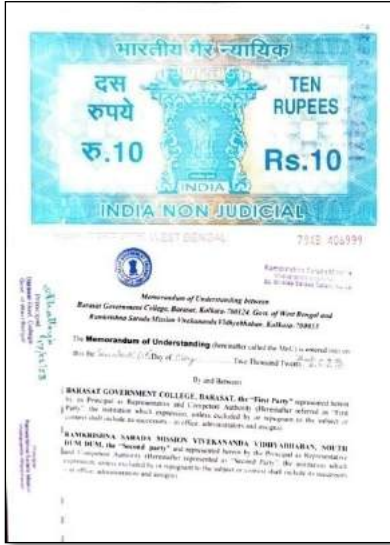 भारतीय गैर न्यायिक
दस
रुपये
रु.10
TEN
RUPEES
Rs.10
INDIA
INDIA NON JUDICIAL
WEST BENGAL
406999
Memorandum of Understanding between
Barasat Government College, Barasat, Kolkata-700124, Govt. of West Bengal and
Ramkrishna Sarada Mission Vivekananda Vidyabhaban, Kolkata-700055
The Memorandum of Understanding (hereinafter called the MoU) is entered into on
this the Day of Two Thousand Twenty
By and Between
BARASAT GOVERNMENT COLLEGE, BARASAT, the "First Party" represented herein
by its Principal as Representative and Competent Authority (Hereinafter referred as "First
Party", the institution which expression, unless excluded by or repugnant to the subject or
context shall include its successors – in office, administrators and assigns).
RAMKRISHNA SARADA MISSION VIVEKANANDA VIDYABHABAN, SOUTH
DUM DUM, the "Second party" and represented herein by the Principal as Representative
and Competent Authority (Hereinafter represented as "Second Party", the institution which
expression, unless excluded by or repugnant to the subject or context shall include its successors
– in office, administrators and assigns).